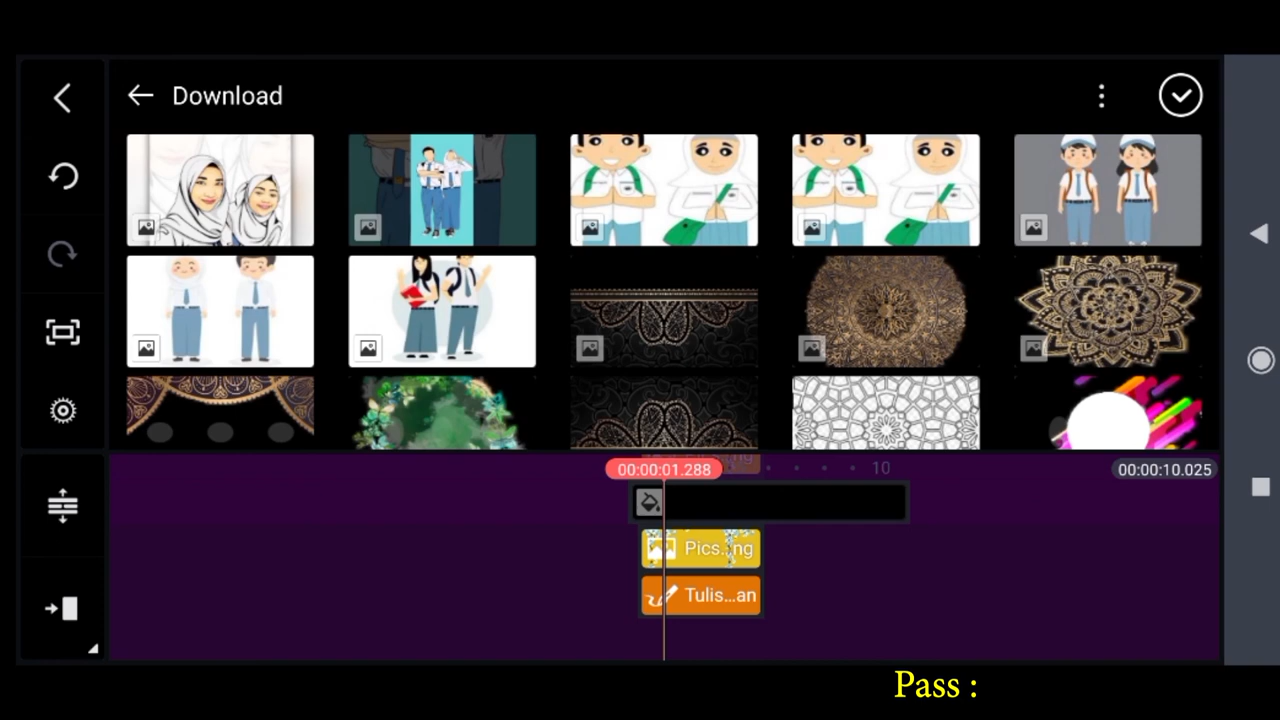 Download
00:00:01.288
10
00:00:10.025
Pics...ng
Tulis...an
Pass :